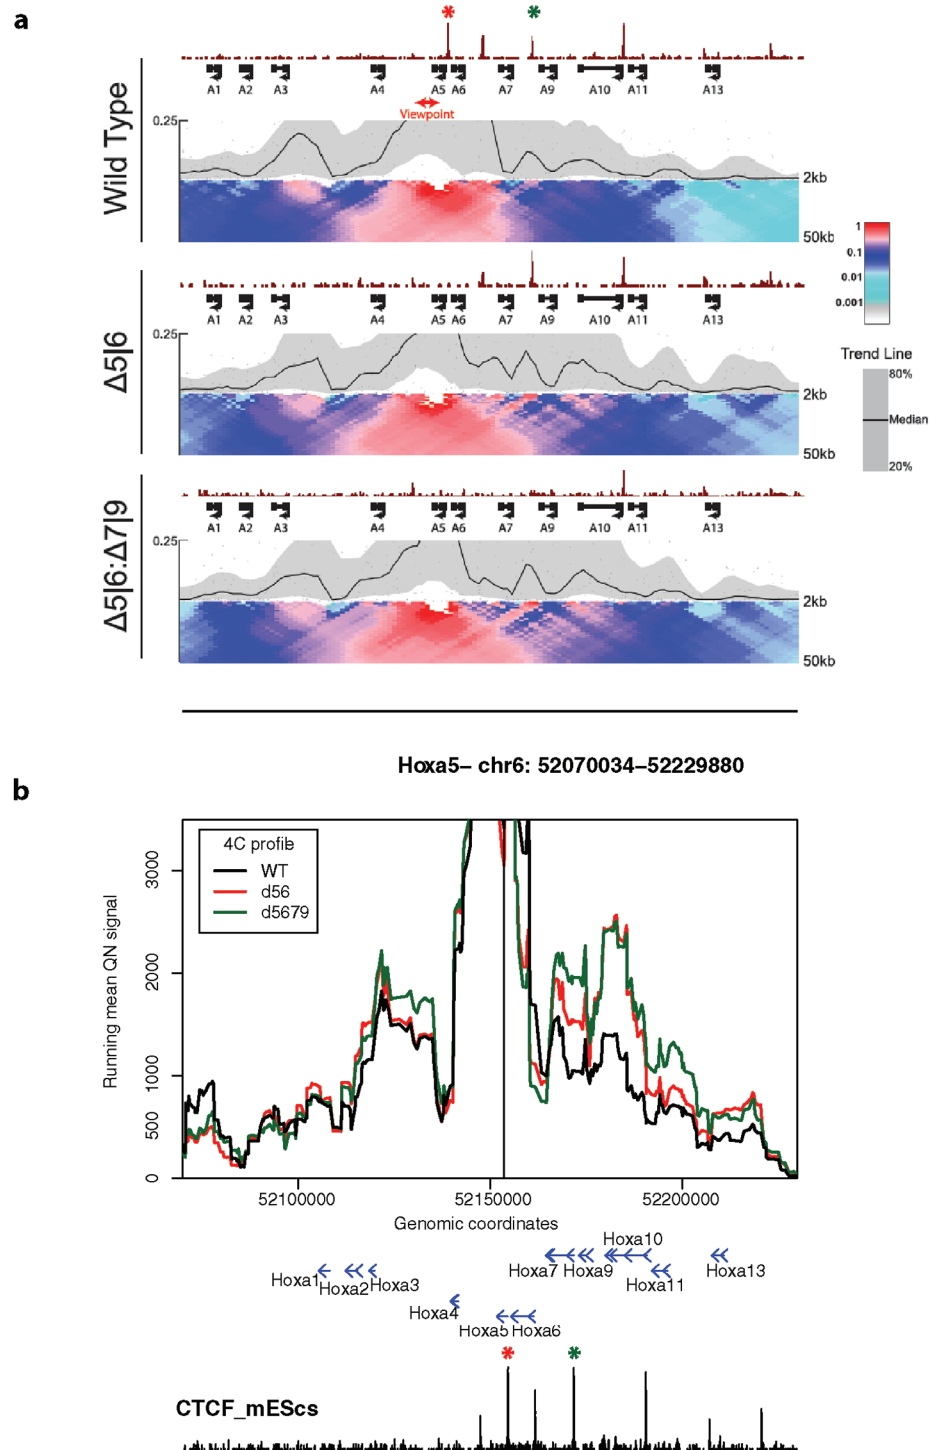 a
*
*
Wild Type
A1 A2 A3 A4 A5 A6 A7 A9 A10 A11 A13
Viewpoint
0.25
2kb
50kb
1
0.1
0.01
0.001
Δ5|6
A1 A2 A3 A4 A5 A6 A7 A9 A10 A11 A13
0.25
2kb
50kb
Trend Line
80%
Median
20%
Δ5|6:Δ7|9
A1 A2 A3 A4 A5 A6 A7 A9 A10 A11 A13
0.25
2kb
50kb
Hoxa5– chr6: 52070034–52229880
b
4C profile
WT
d56
d5679
Running mean QN signal
3000
2000
1000
500
0
52100000 52150000 52200000
Genomic coordinates
Hoxa10
Hoxa1 Hoxa2 Hoxa3 Hoxa7 Hoxa9 Hoxa11 Hoxa13
Hoxa4
Hoxa5 Hoxa6
*
*
CTCF_mEScs